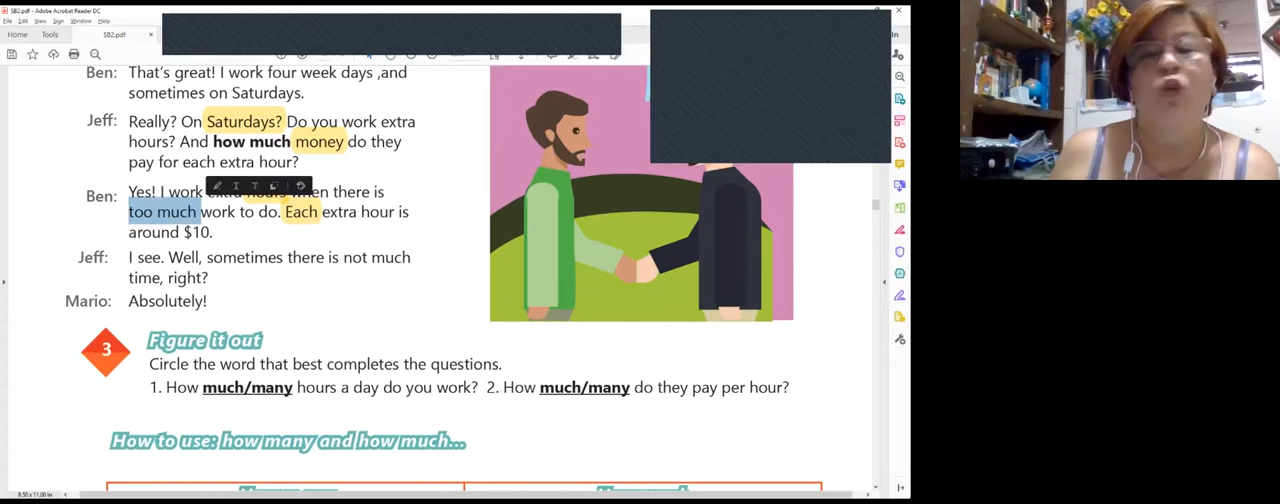 SB2.pdf - Adobe Acrobat Reader DC
File Edit View Sign Window Help
Home Tools SB2.pdf ×
In
Ben: That's great! I work four week days ,and
sometimes on Saturdays.
Jeff: Really? On Saturdays? Do you work extra
hours? And how much money do they
pay for each extra hour?
Ben: Yes! I work extra hours when there is
too much work to do. Each extra hour is
around $10.
Jeff: I see. Well, sometimes there is not much
time, right?
Mario: Absolutely!
3 Figure it out
Circle the word that best completes the questions.
1. How much/many hours a day do you work? 2. How much/many do they pay per hour?
How to use: how many and how much...
8.50 x 11.00 in